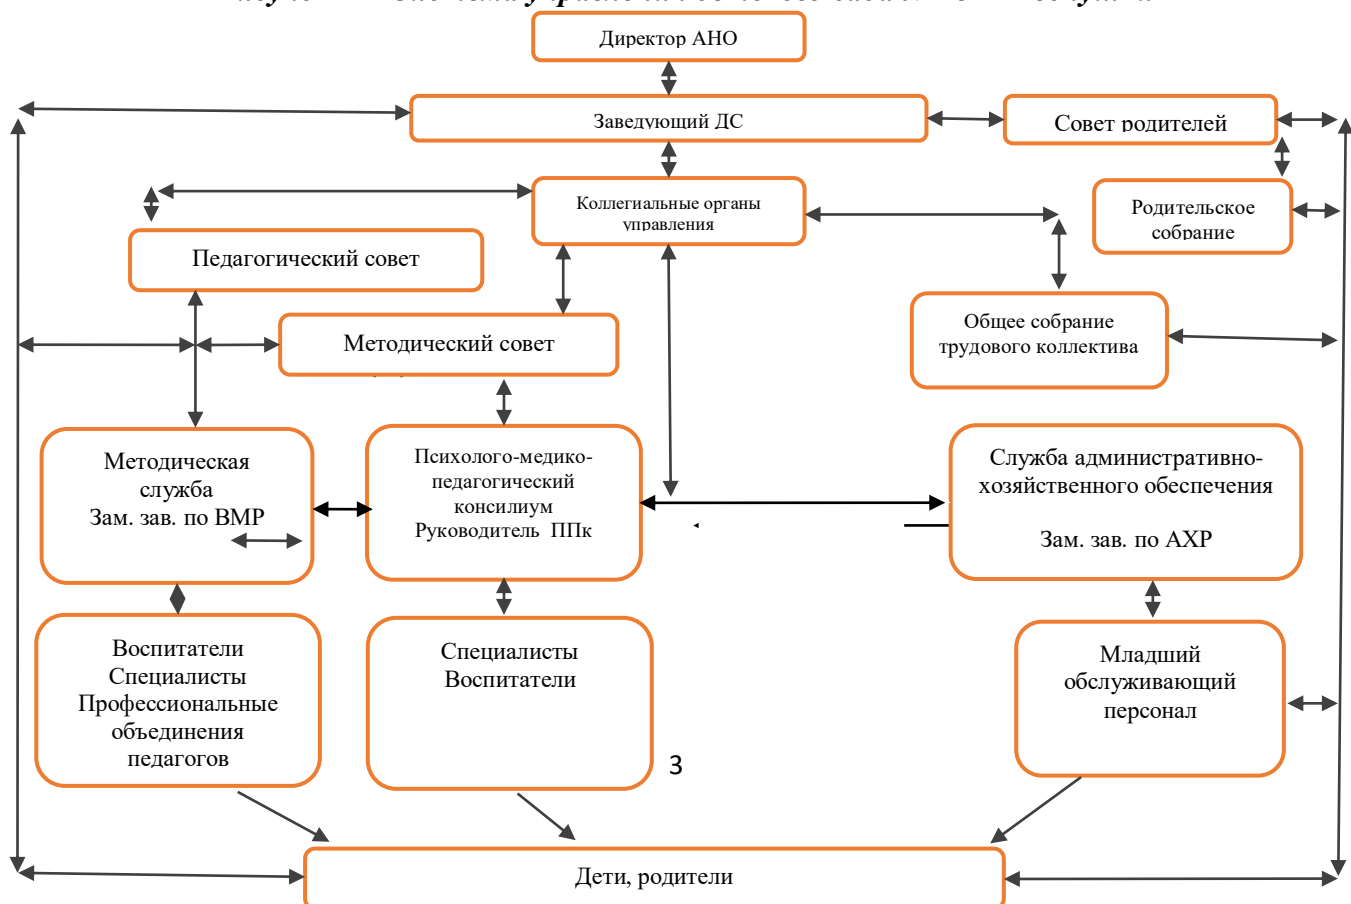 Директор АНО
Заведующий ДС
Совет родителей
Коллегиальные органы
управления
Родительское
собрание
Педагогический совет
Методический совет
Общее собрание
трудового коллектива
Методическая
служба
Зам. зав. по ВМР
Психолого-медико-
педагогический
консилиум
Руководитель ППк
Служба административно-
хозяйственного обеспечения
Зам. зав. по АХР
Воспитатели
Специалисты
Профессиональные
объединения
педагогов
Специалисты
Воспитатели
Младший
обслуживающий
персонал
3
Дети, родители